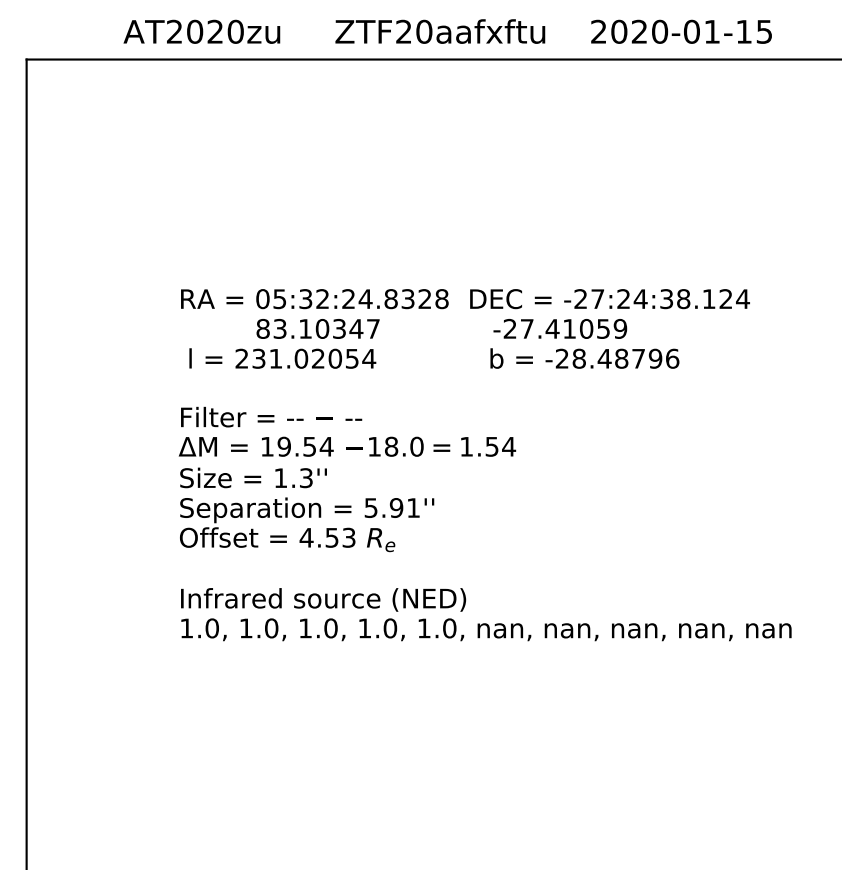 AT2020zu ZTF20aafxftu 2020-01-15
RA = 05:32:24.8328 DEC = -27:24:38.124
83.10347 -27.41059
l = 231.02054 b = -28.48796
Filter = -- − --
ΔM = 19.54 −18.0 = 1.54
Size = 1.3''
Separation = 5.91''
Offset = 4.53 Re
Infrared source (NED)
1.0, 1.0, 1.0, 1.0, 1.0, nan, nan, nan, nan, nan